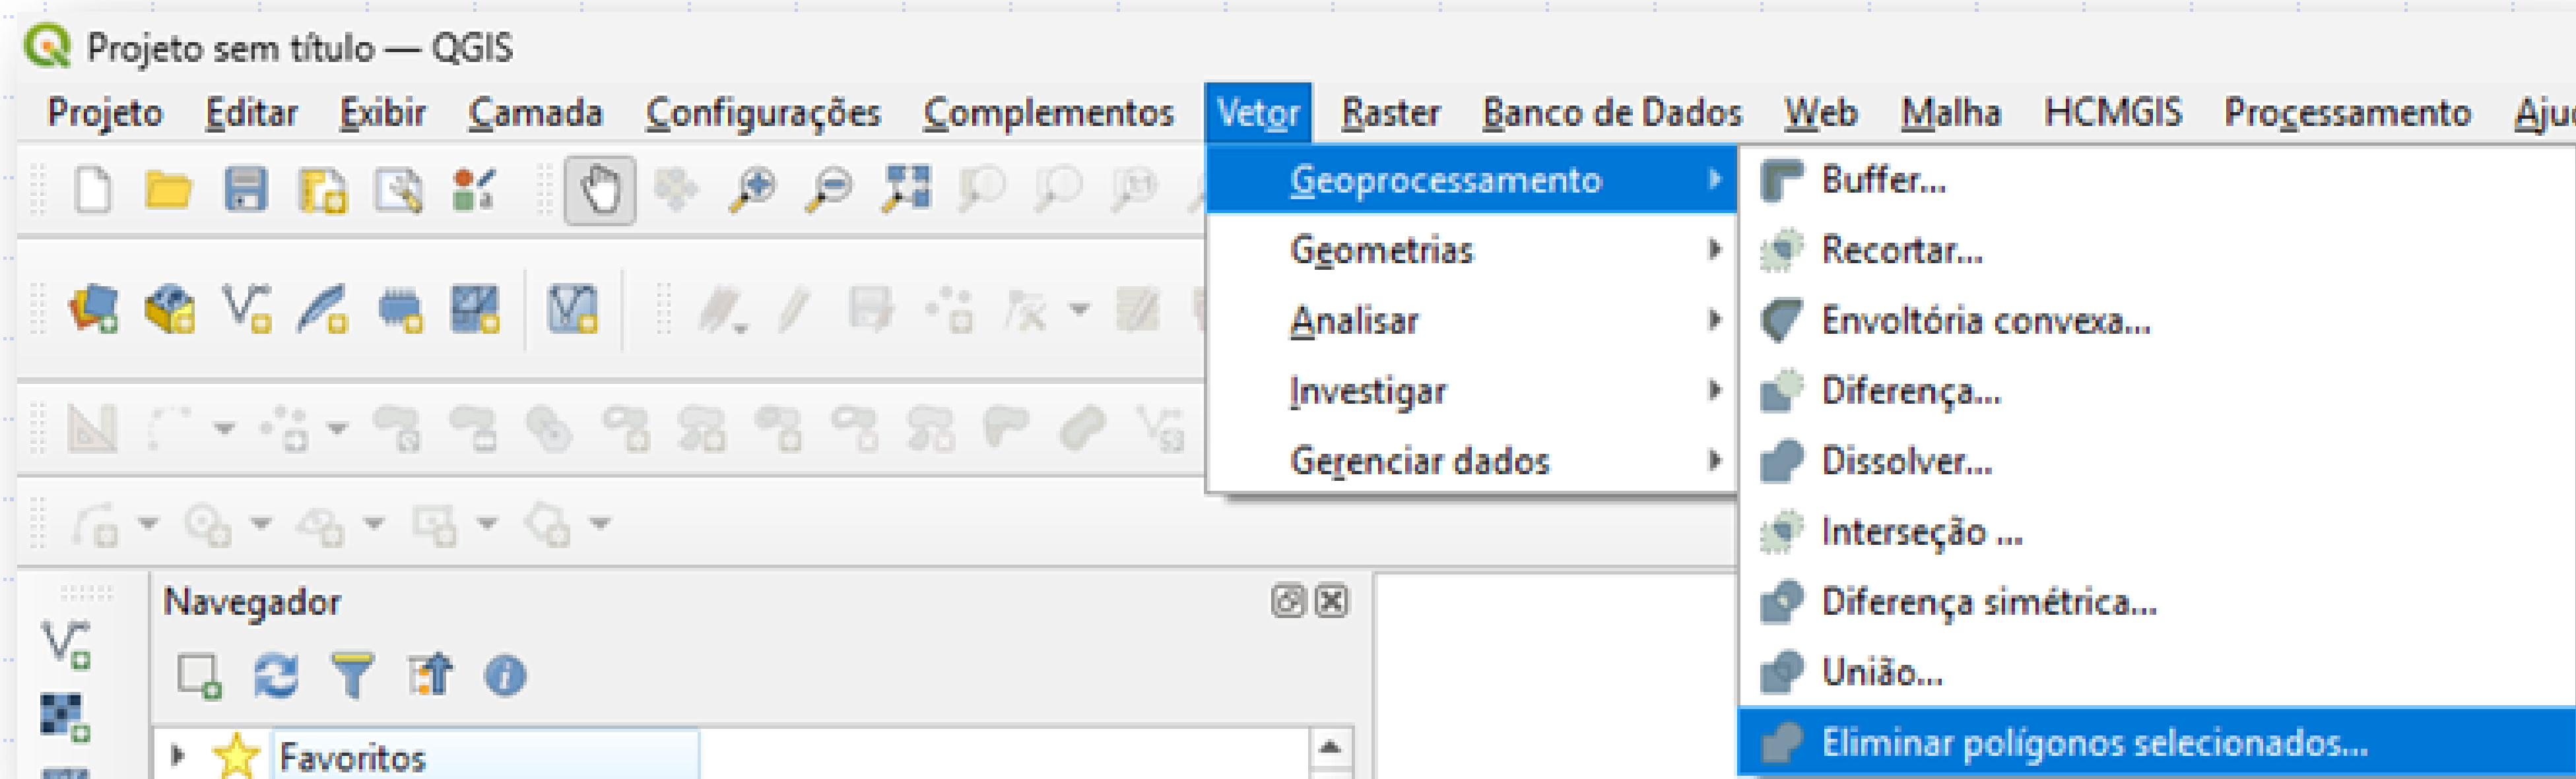 Projeto sem título — QGIS
Projeto Editar Exibir Camada Configurações Complementos Vetor Raster Banco de Dados Web Malha HCMGIS Processamento
Geoprocessamento
Geometrias
Analisar
Investigar
Gerenciar dados
Buffer...
Recortar...
Envoltória convexa...
Diferença...
Dissolver...
Interseção ...
Diferença simétrica...
União...
Eliminar polígonos selecionados...
Navegador
Favoritos